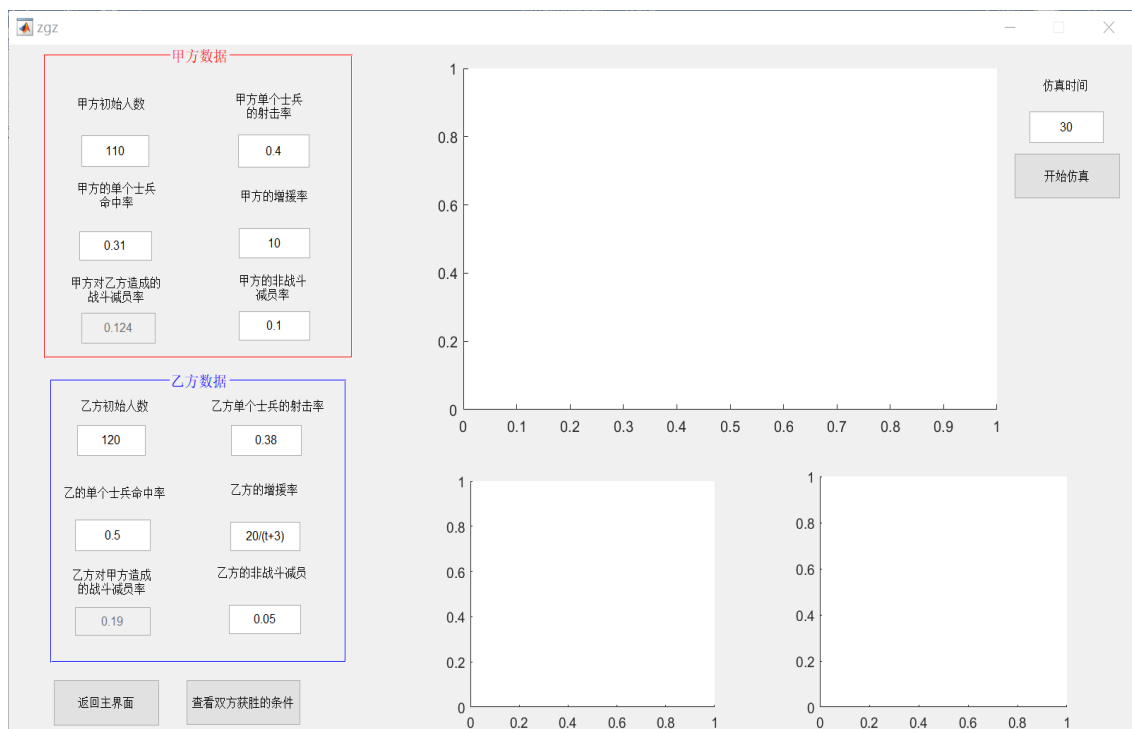 zgz
甲方数据
甲方初始人数
甲方单个士兵
的射击率
110
0.4
甲方的单个士兵
命中率
甲方的增援率
0.31
10
甲方对乙方造成的
战斗减员率
甲方的非战斗
减员率
0.124
0.1
乙方数据
乙方初始人数
乙方单个士兵的射击率
120
0.38
乙的单个士兵命中率
乙方的增援率
0.5
20/(t+3)
乙方对甲方造成
的战斗减员率
乙方的非战斗减员
0.19
0.05
返回主界面
查看双方获胜的条件
1
0.8
0.6
0.4
0.2
0
0 0.1 0.2 0.3 0.4 0.5 0.6 0.7 0.8 0.9 1
仿真时间
30
开始仿真
1
0.8
0.6
0.4
0.2
0
0 0.2 0.4 0.6 0.8 1
1
0.8
0.6
0.4
0.2
0
0 0.2 0.4 0.6 0.8 1